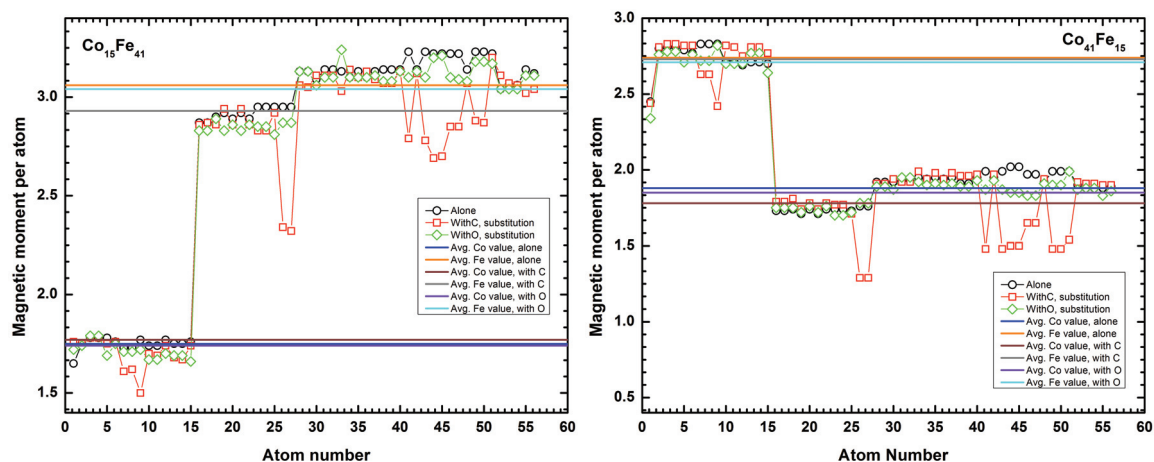 Co15Fe41
Magnetic moment per atom
3.0
2.5
2.0
1.5
Alone
WithC, substitution
WithO, substitution
Avg. Co value, alone
Avg. Fe value, alone
Avg. Co value, with C
Avg. Fe value, with C
Avg. Co value, with O
Avg. Fe value, with O
0 5 10 15 20 25 30 35 40 45 50 55 60
Atom number
Co41Fe15
Magnetic moment per atom
3.0
2.5
2.0
1.5
1.0
0.5
Alone
WithC, substitution
WithO, substitution
Avg. Co value, alone
Avg. Fe value, alone
Avg. Co value, with C
Avg. Fe value, with C
Avg. Co value, with O
Avg. Fe value, with O
0 5 10 15 20 25 30 35 40 45 50 55 60
Atom Number